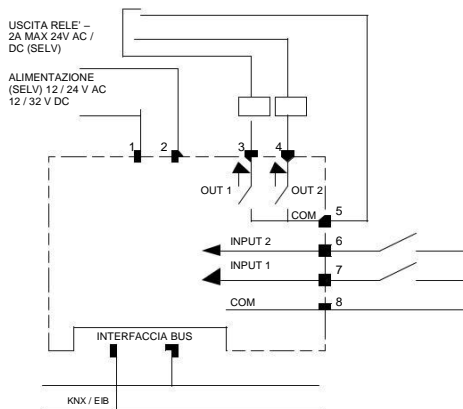 USCITA RELE' –
2A MAX 24V AC /
DC (SELV)
ALIMENTAZIONE
(SELV) 12 / 24 V AC
12 / 32 V DC
1 2 3 4
OUT 1 OUT 2
COM 5
INPUT 2 6
INPUT 1 7
COM 8
INTERFACCIA BUS
KNX / EIB